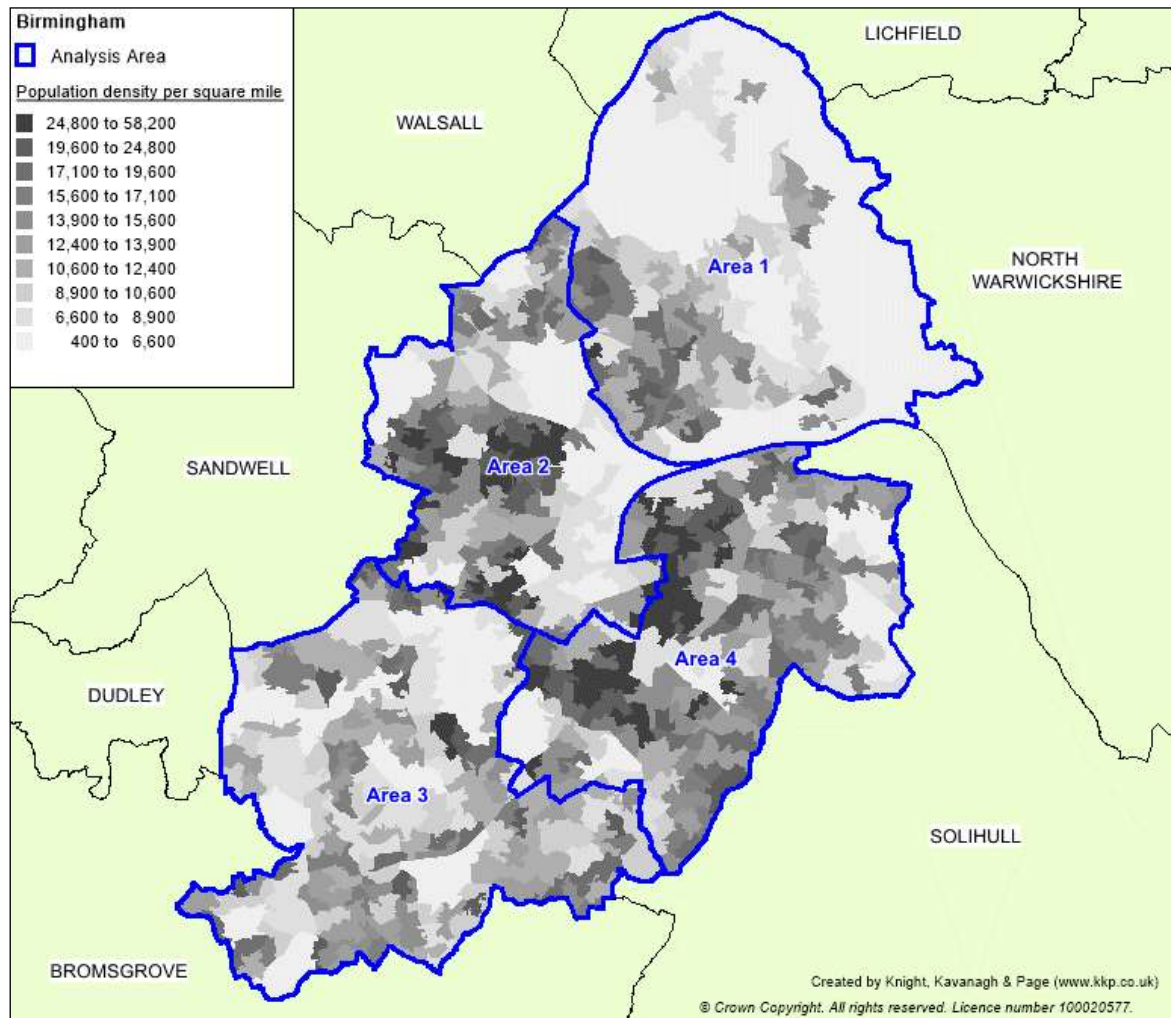 Birmingham
Analysis Area
Population density per square mile
24,800 to 58,200
19,600 to 24,800
17,100 to 19,600
15,600 to 17,100
13,900 to 15,600
12,400 to 13,900
10,600 to 12,400
8,900 to 10,600
6,600 to 8,900
400 to 6,600
LICHFIELD
WALSALL
NORTH
WARWICKSHIRE
Area 1
SANDWELL
Area 2
Area 4
DUDLEY
Area 3
SOLIHULL
BROMSGROVE
Created by Knight, Kavanagh & Page (www.kkp.co.uk)
© Crown Copyright. All rights reserved. Licence number 100020577.